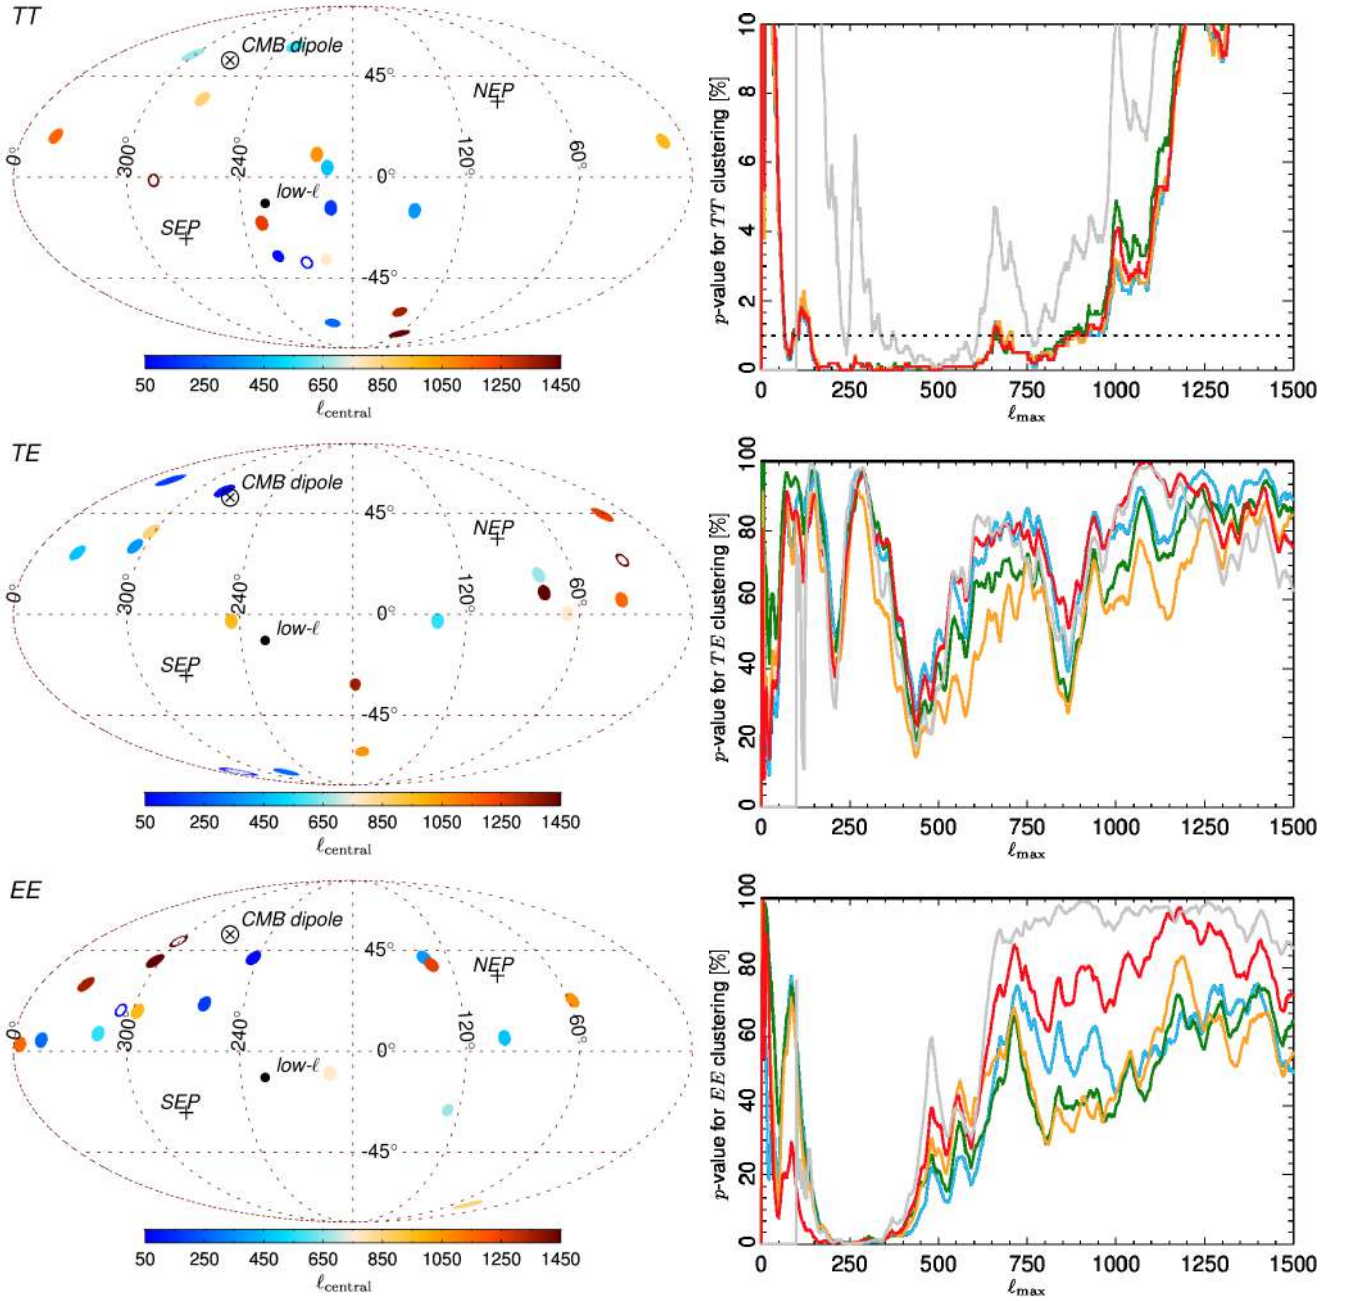 TT
CMB dipole
NEP
45°
0°
300°
240°
120°
60°
0°
low-ℓ
SEP
-45°
50 250 450 650 850 1050 1250 1450
ℓcentral
p-value for TT clustering [%]
10
8
6
4
2
0
0 250 500 750 1000 1250 1500
ℓmax
TE
CMB dipole
NEP
45°
0°
300°
240°
120°
60°
0°
low-ℓ
SEP
-45°
50 250 450 650 850 1050 1250 1450
ℓcentral
p-value for TE clustering [%]
100
80
60
40
20
0
0 250 500 750 1000 1250 1500
ℓmax
EE
CMB dipole
NEP
45°
0°
300°
240°
120°
60°
0°
low-ℓ
SEP
-45°
50 250 450 650 850 1050 1250 1450
ℓcentral
p-value for EE clustering [%]
100
80
60
40
20
0
0 250 500 750 1000 1250 1500
ℓmax